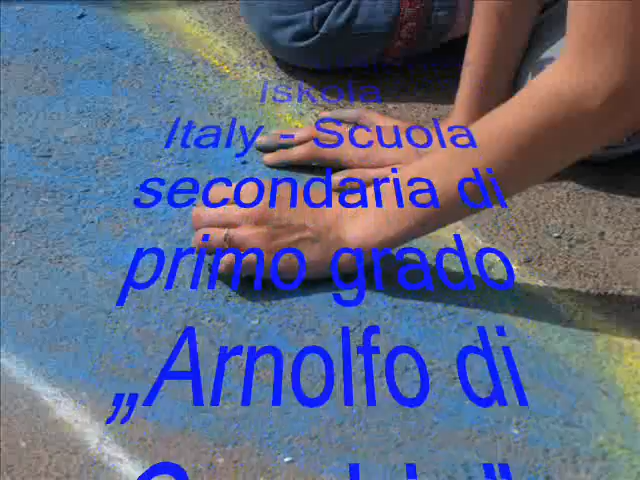 Iskola
Italy - Scuola
secondaria di
primo grado
„Arnolfo di